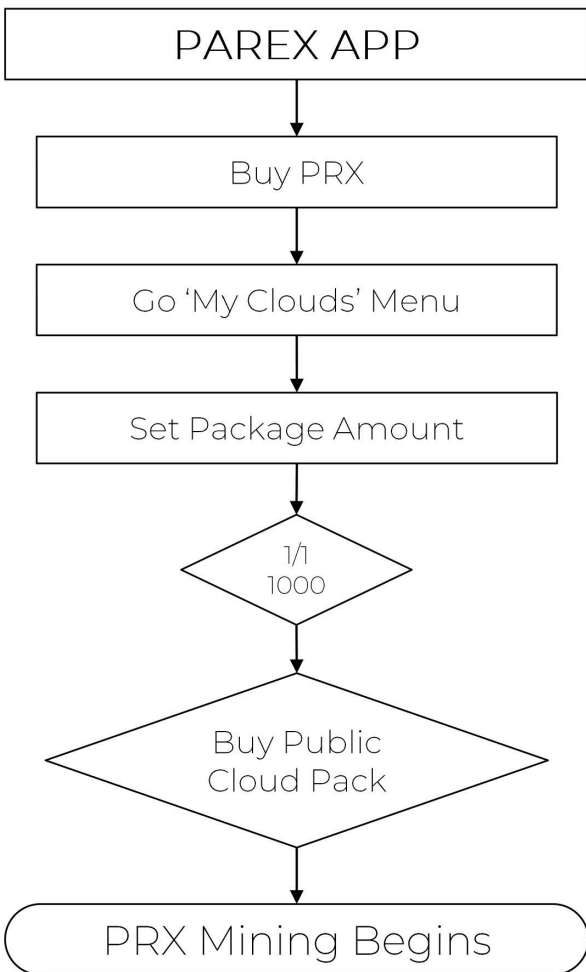 PAREX APP
Buy PRX
Go ‘My Clouds’ Menu
Set Package Amount
1/1
1000
Buy Public
Cloud Pack
PRX Mining Begins